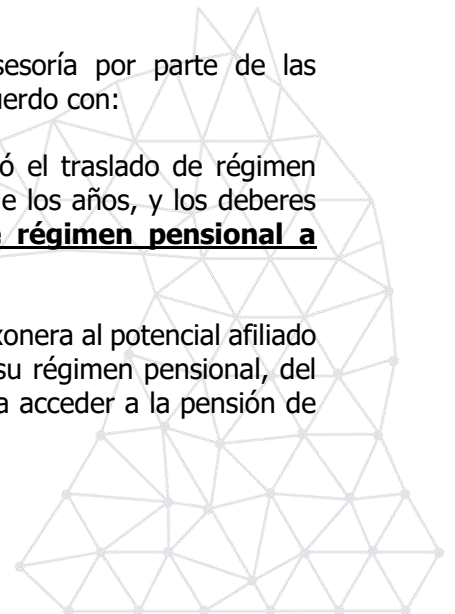 sesoría por parte de las
uerdo con:
ó el traslado de régimen
e los años, y los deberes
e régimen pensional a
xonera al potencial afiliado
su régimen pensional, del
a acceder a la pensión de